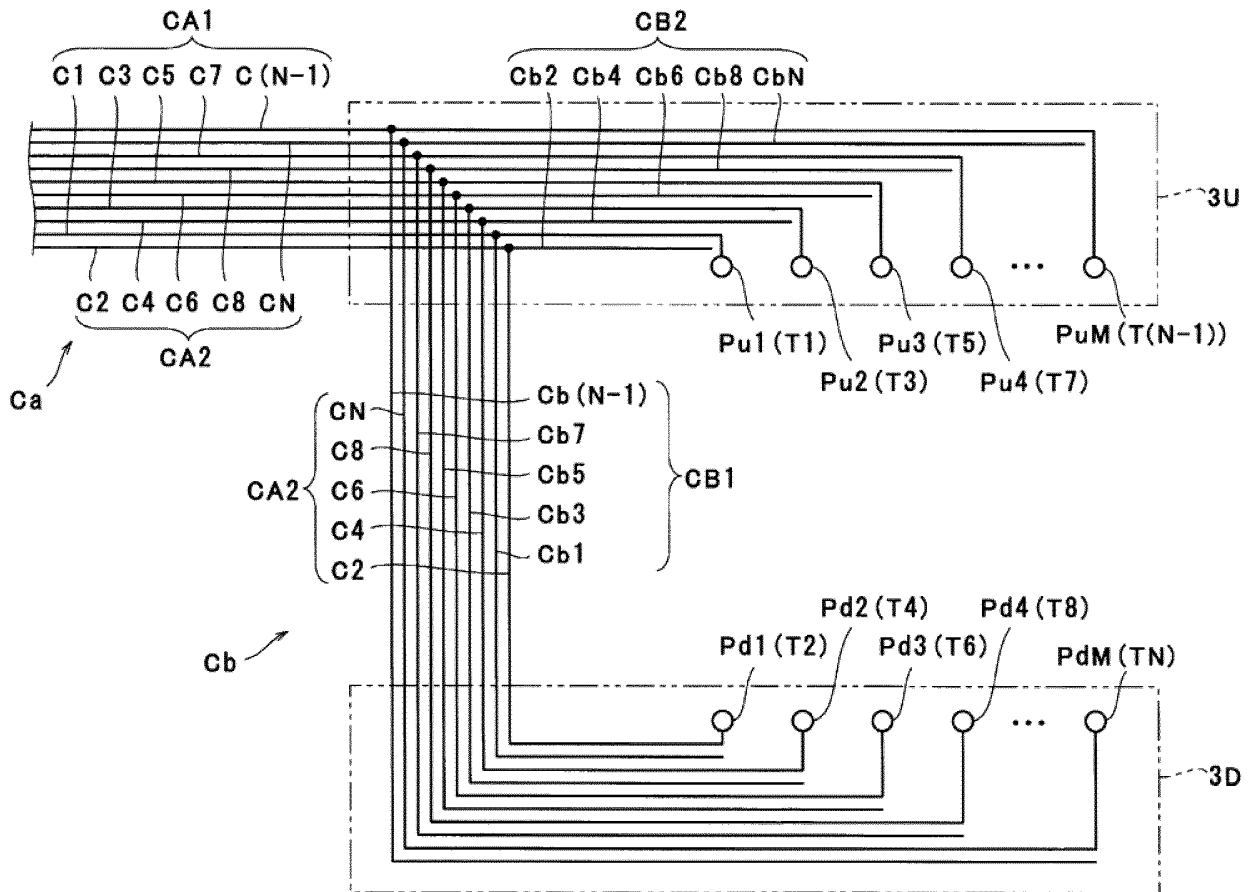 CA1
CB2
C1 C3 C5 C7 C(N-1)
Cb2 Cb4 Cb6 Cb8 CbN
3U
C2 C4 C6 C8 CN
CA2
Ca
Pu1(T1) Pu3(T5) PuM(T(N-1))
Pu2(T3) Pu4(T7)
CN Cb(N-1)
C8 Cb7
CA2 C6 Cb5 CB1
C4 Cb3
C2 Cb1
Cb
Pd2(T4) Pd4(T8)
Pd1(T2) Pd3(T6) PdM(TN)
...
...
3D